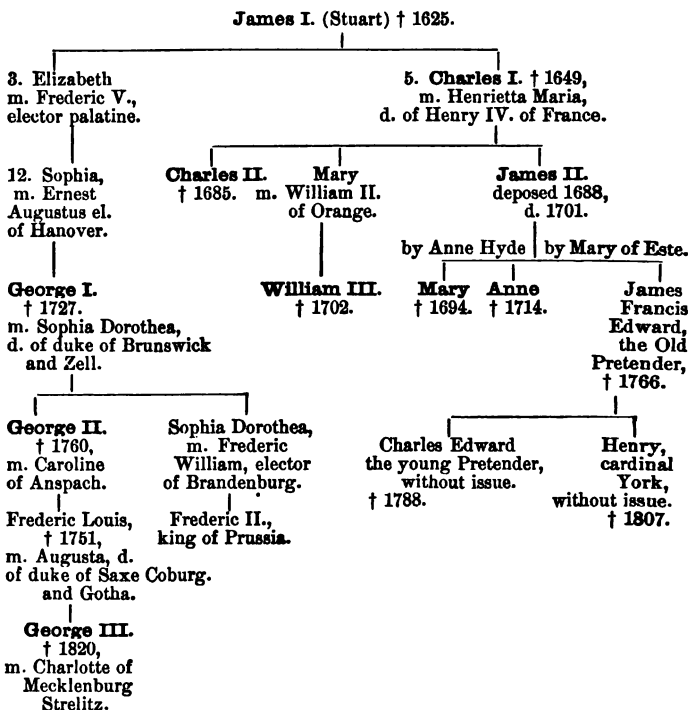 James I. (Stuart) † 1625.
3. Elizabeth
m. Frederic V.,
elector palatine.
5. Charles I. † 1649,
m. Henrietta Maria,
d. of Henry IV. of France.
12. Sophia,
m. Ernest
Augustus el.
of Hanover.
Charles II.
† 1685.
Mary
m. William II.
of Orange.
James II.
deposed 1688,
d. 1701.
by Anne Hyde
by Mary of Este.
George I.
† 1727.
m. Sophia Dorothea,
d. of duke of Brunswick
and Zell.
William III.
† 1702.
Mary
† 1694.
Anne
† 1714.
James
Francis
Edward,
the Old
Pretender,
† 1766.
George II.
† 1760,
m. Caroline
of Anspach.
Sophia Dorothea,
m. Frederic
William, elector
of Brandenburg.
Charles Edward
the young Pretender,
without issue.
† 1788.
Henry,
cardinal
York,
without issue.
† 1807.
Frederic Louis,
† 1751,
m. Augusta, d.
of duke of Saxe Coburg.
and Gotha.
Frederic II.,
king of Prussia.
George III.
† 1820,
m. Charlotte of
Mecklenburg
Strelitz.